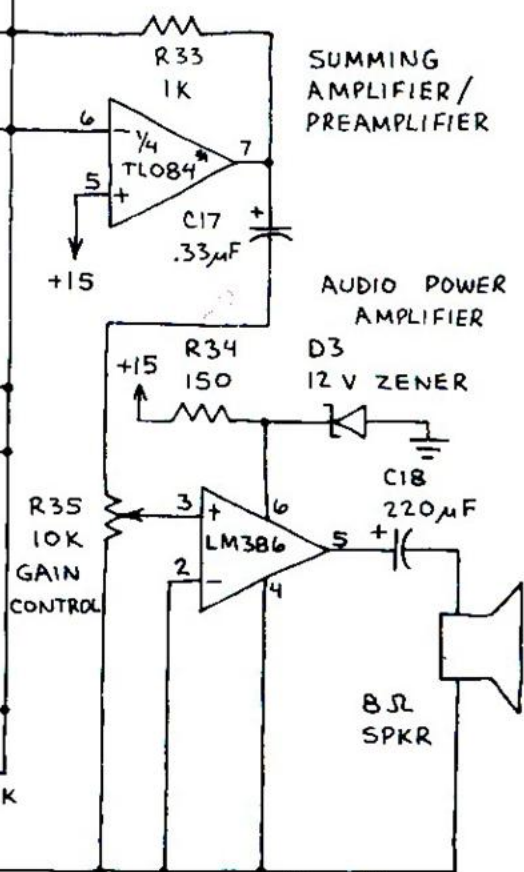 R33
1K
SUMMING
AMPLIFIER/
PREAMPLIFIER
6
-
1/4
TL084
*
7
5
+
+15
C17
+
.33µF
AUDIO POWER
AMPLIFIER
+15
R34
150
D3
12 V ZENER
R35
10K
GAIN
CONTROL
3
+
6
LM386
5
2
-
4
C18
220µF
+
8Ω
SPKR
K